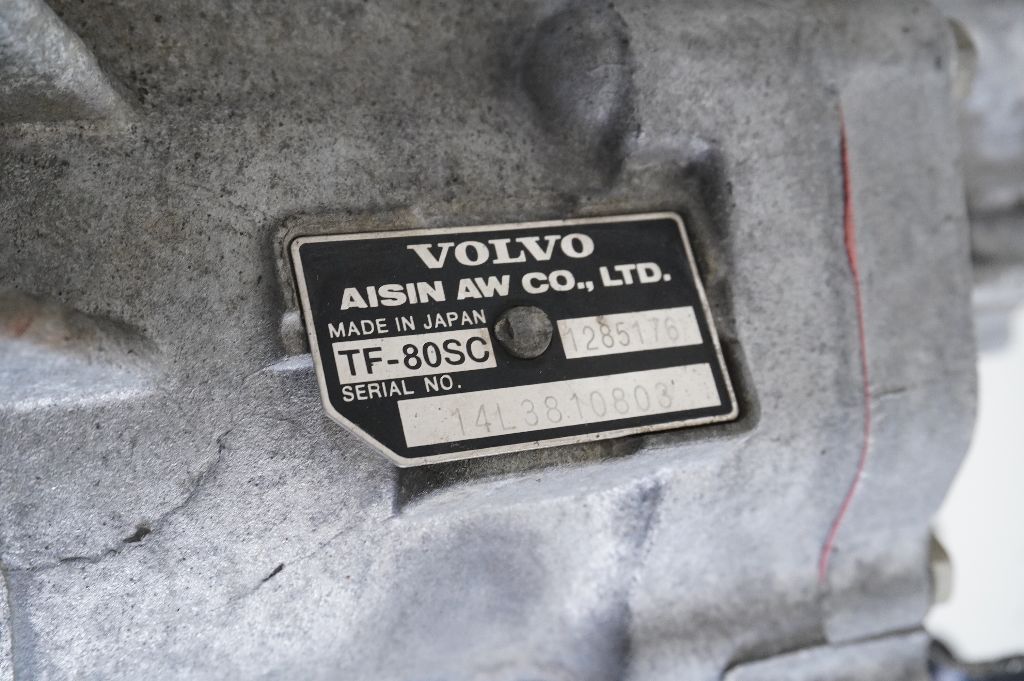 VOLVO
AISIN AW CO., LTD.
MADE IN JAPAN
TF-80SC
1285176
SERIAL NO.
14L3810803